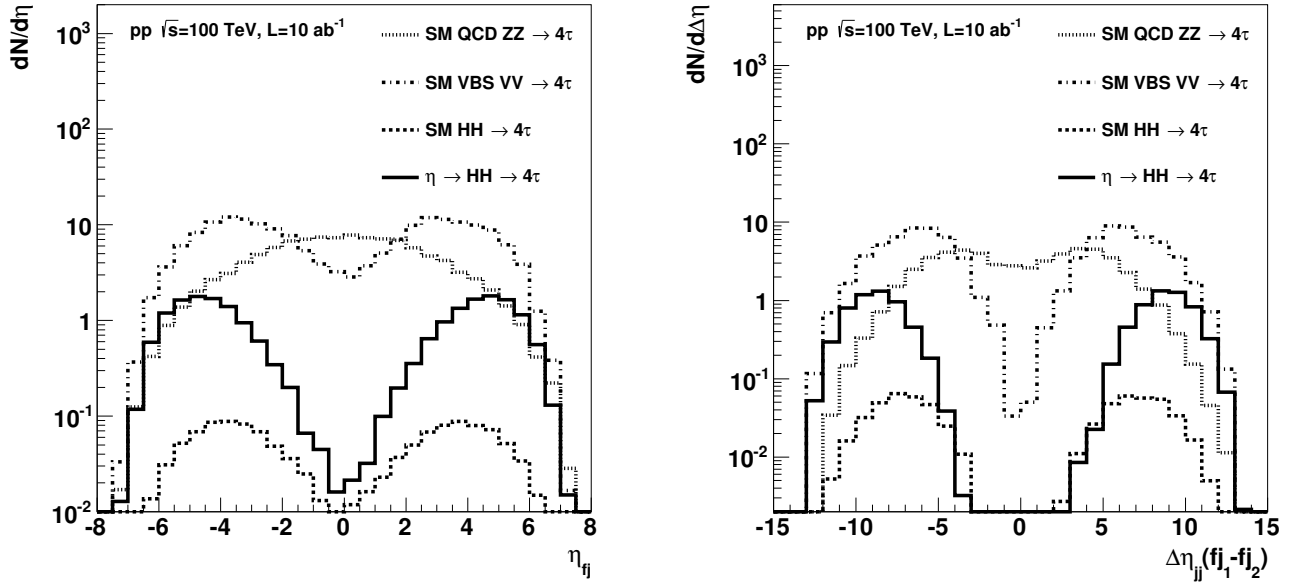 dN/dη
pp √s=100 TeV, L=10 ab⁻¹
SM QCD ZZ → 4τ
SM VBS VV → 4τ
SM HH → 4τ
η → HH → 4τ
10³
10²
10
1
10⁻¹
10⁻²
-8 -6 -4 -2 0 2 4 6 8
η_fj
dN/dΔη
pp √s=100 TeV, L=10 ab⁻¹
SM QCD ZZ → 4τ
SM VBS VV → 4τ
SM HH → 4τ
η → HH → 4τ
10³
10²
10
1
10⁻¹
10⁻²
-15 -10 -5 0 5 10 15
Δη_jj(fj₁-fj₂)